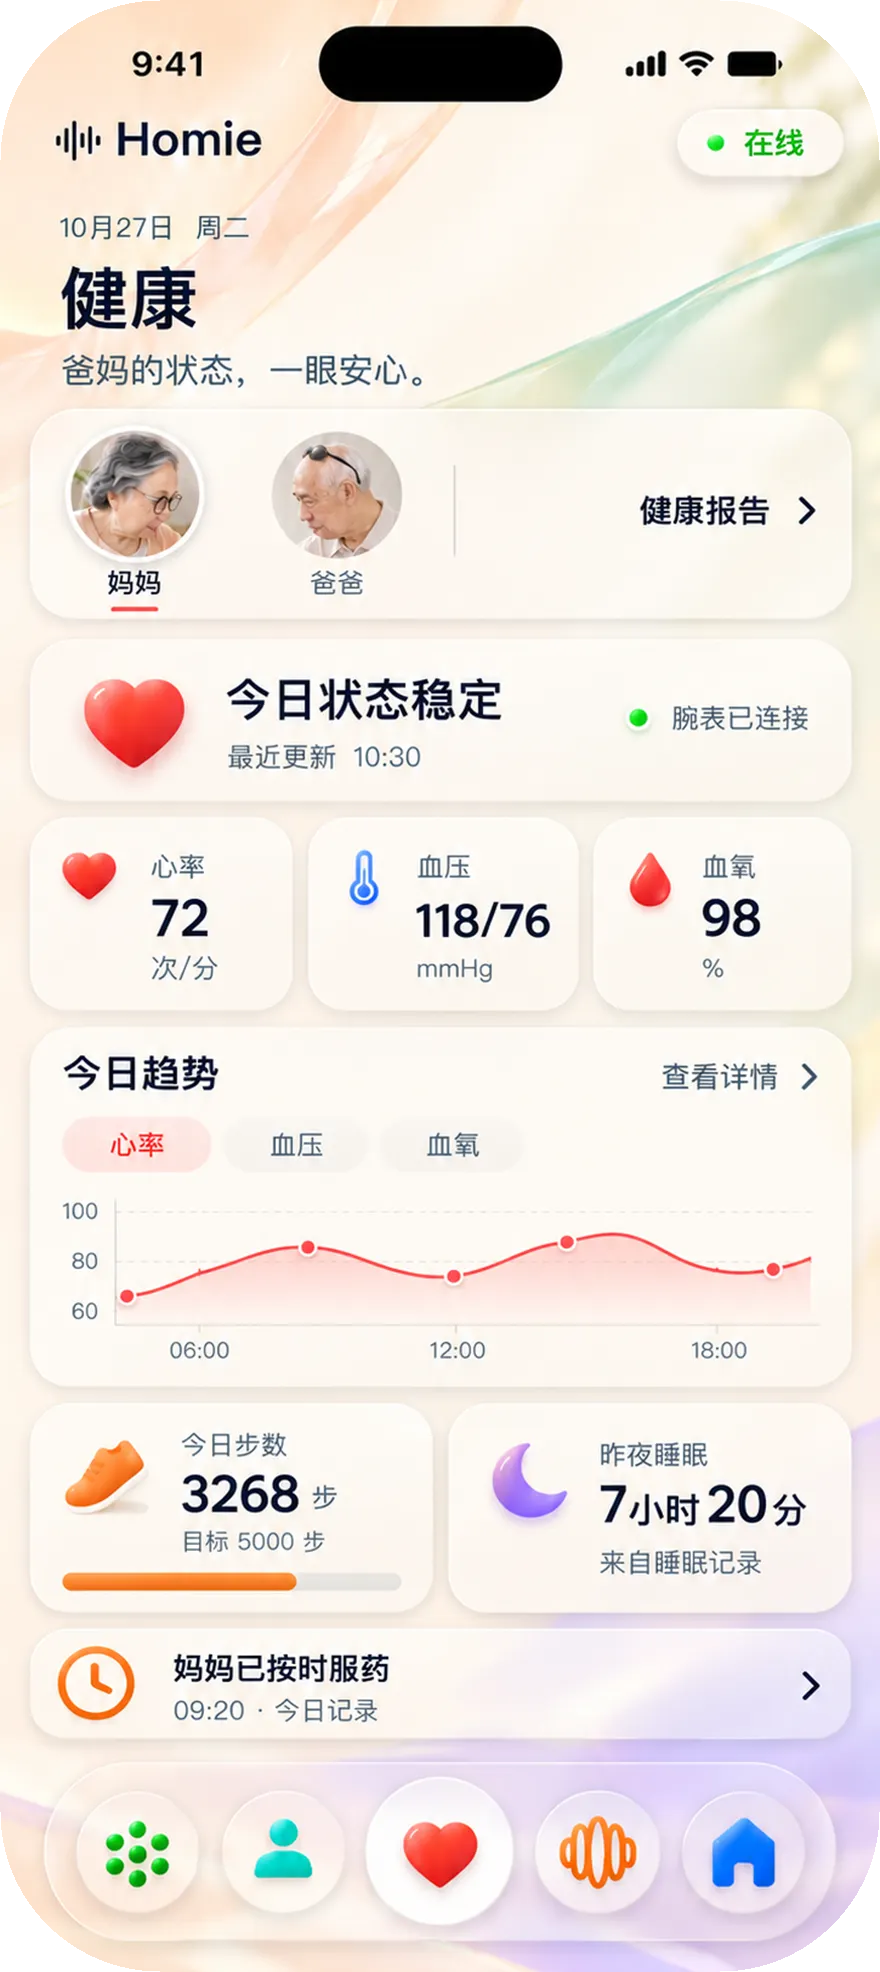 9:41
Homie
在线
10月27日 周二
健康
爸妈的状态，一眼安心。
妈妈
爸爸
健康报告
今日状态稳定
最近更新 10:30
腕表已连接
心率
72
次/分
血压
118/76
mmHg
血氧
98
%
今日趋势
查看详情
心率 血压 血氧
100
80
60
06:00 12:00 18:00
今日步数
3268 步
目标 5000 步
昨夜睡眠
7小时20分
来自睡眠记录
妈妈已按时服药
09:20 · 今日记录